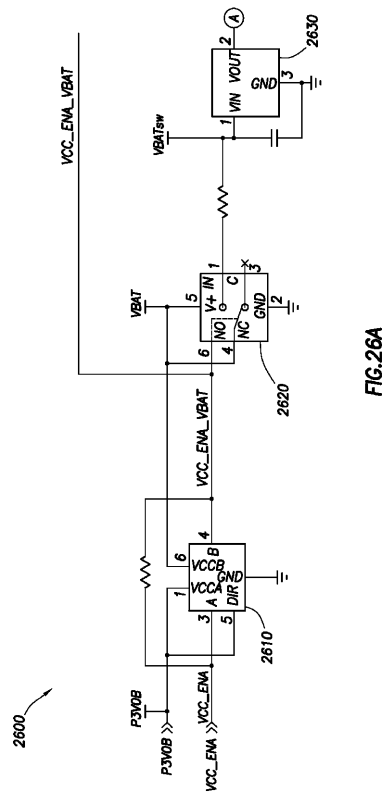 2600
P3V0B
P3V0B
VCC_ENA
VCC_ENA
1
VCCA
6
VCCB
3
A
B
4
5
DIR
GND
2610
VCC_ENA_VBAT
VCC_ENA_VBAT
VBAT
5
V+
6
NO
IN
1
4
NC
C
3
GND
2
2620
VBATsw
1
VIN
VOUT
2
GND
3
A
2630
FIG.26A